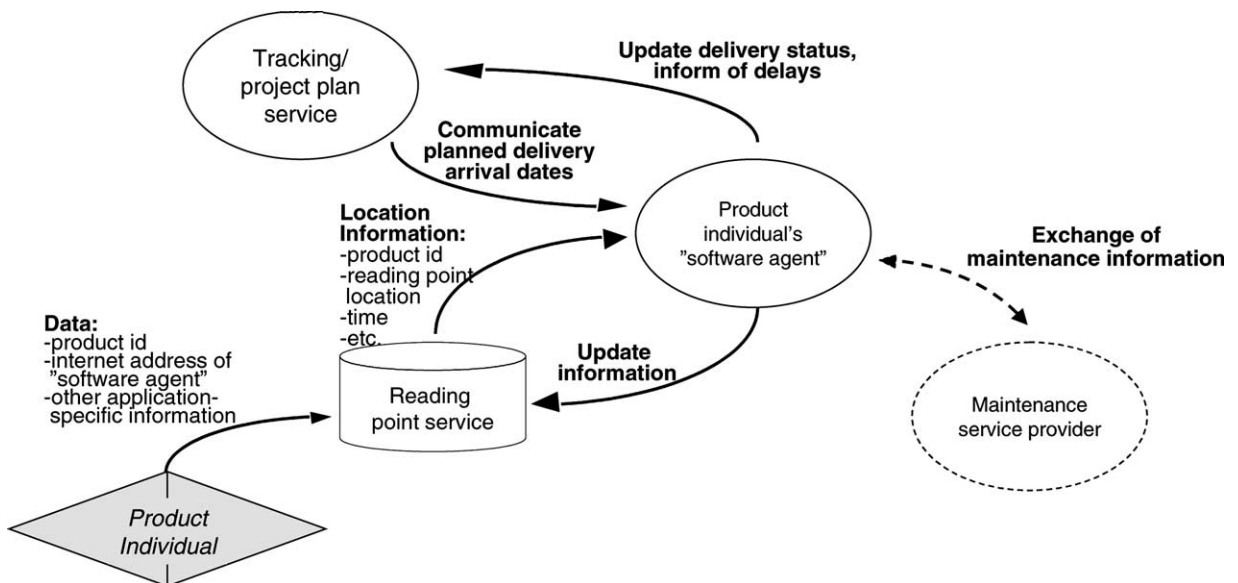 Tracking/
project plan
service
Update delivery status,
inform of delays
Communicate
planned delivery
arrival dates
Location
Information:
-product id
-reading point
location
-time
-etc.
Product
individual's
"software agent"
Exchange of
maintenance information
Data:
-product id
-internet address of
"software agent"
-other application-
specific information
Update
information
Reading
point service
Maintenance
service provider
Product
Individual